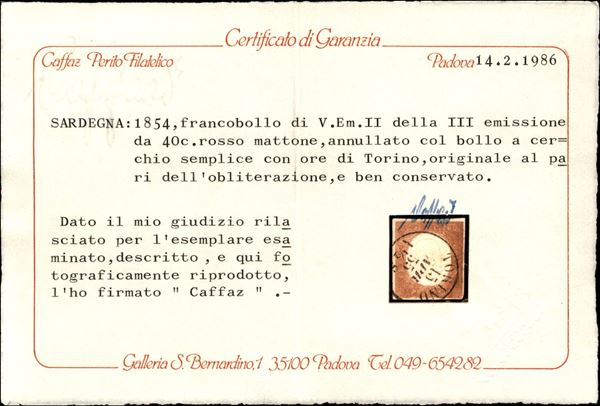 Certificato di Garanzia
Caffaz Perito Filatelico
Padova 14.2.1986
SARDEGNA: 1854, francobollo di V.Em.II della III emissione
da 40c. rosso mattone, annullato col bollo a cer=
chio semplice con ore di Torino, originale al pa
ri dell'obliterazione, e ben conservato.
Dato il mio giudizio rila
sciato per l'esemplare esa
minato, descritto, e qui fo
tograficamente riprodotto,
l'ho firmato " Caffaz " .-
Caffaz
TORINO
Galleria S. Bernardino, 1 35100 Padova Tel. 049-654282